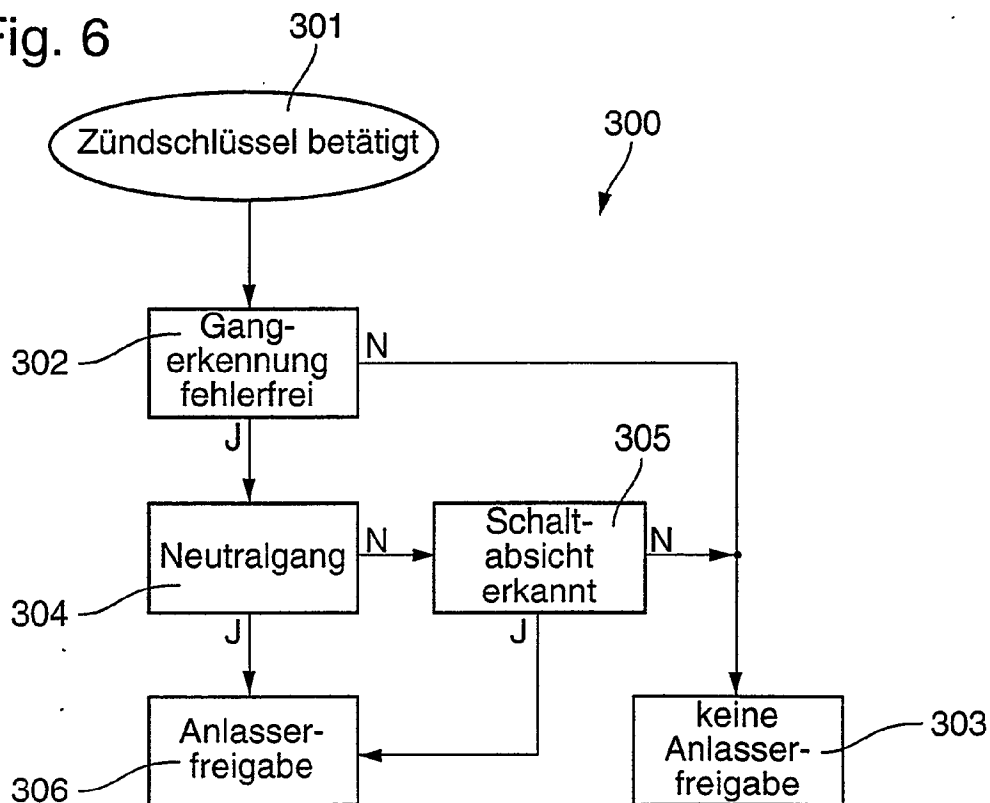 Fig. 6
301
Zündschlüssel betätigt
300
302
Gang-
erkennung
fehlerfrei
N
J
305
304
Neutralgang
N
Schalt-
absicht
erkannt
N
J
J
306
Anlasser-
freigabe
keine
Anlasser-
freigabe
303